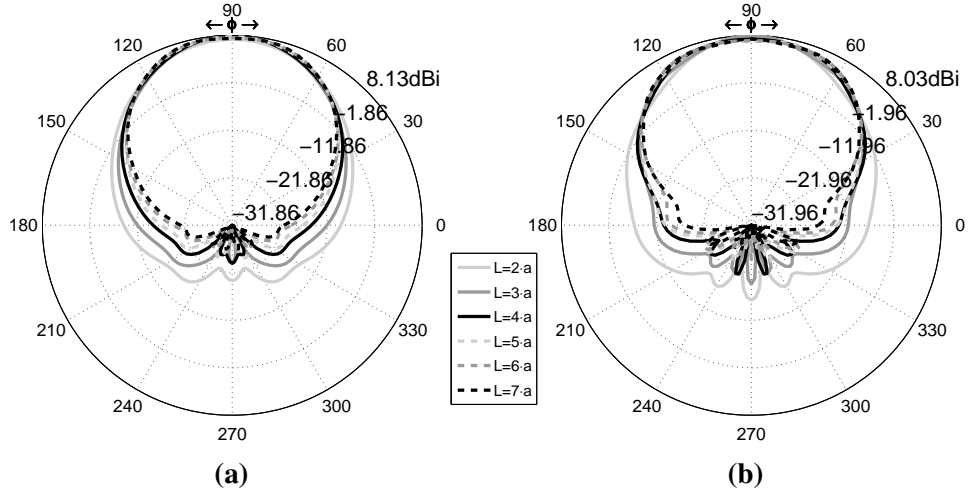 90
←ϕ→
120
60
8.13dBi
150
−1.86
30
−11.86
−21.86
180
−31.86
0
210
330
240
300
270
(a)
L=2·a
L=3·a
L=4·a
L=5·a
L=6·a
L=7·a
90
←ϕ→
120
60
8.03dBi
150
−1.96
30
−11.96
−21.96
180
−31.96
0
210
330
240
300
270
(b)